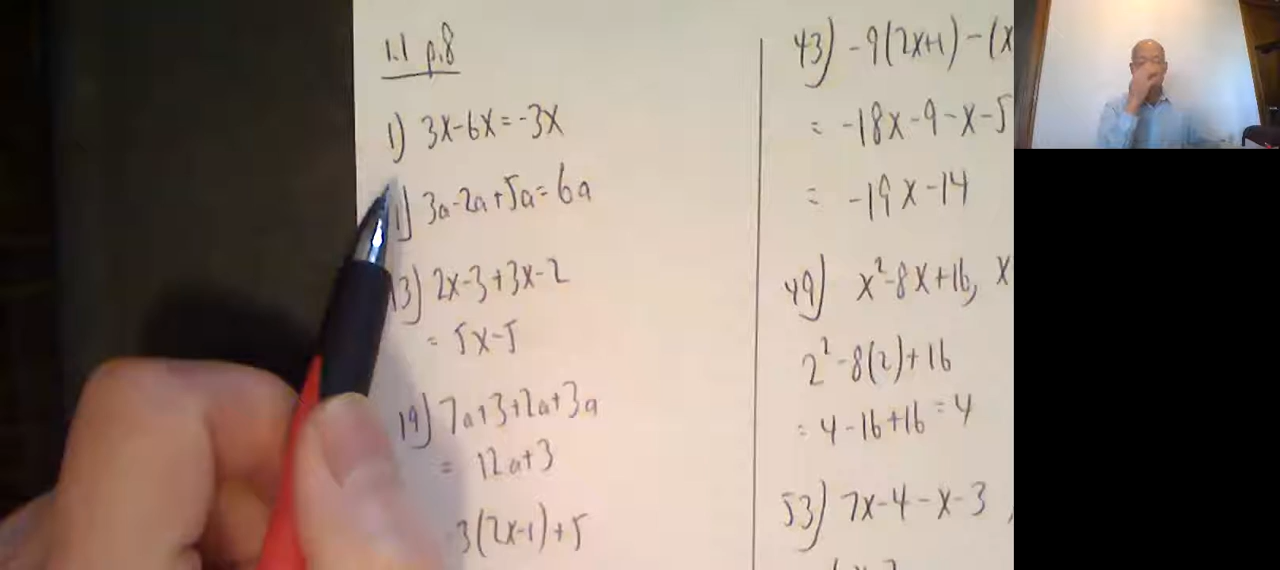 1.1 p.8
1) 3x-6x=-3x
1) 3a-2a+5a=6a
13) 2x-3+3x-2
= 5x-5
19) 7a+3+2a+3a
= 12a+3
3(2x-1)+5
43) -9(2x+1)-(x
= -18x-9-x-5
= -19x-14
49) x²-8x+16, x
2²-8(2)+16
= 4-16+16=4
53) 7x-4-x-3,